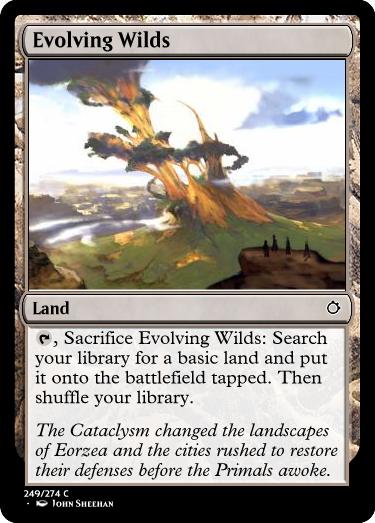 Evolving Wilds
Land
, Sacrifice Evolving Wilds: Search
your library for a basic land and put
it onto the battlefield tapped. Then
shuffle your library.
The Cataclysm changed the landscapes
of Eorzea and the cities rushed to restore
their defenses before the Primals awoke.
249/274 C
· John Sheehan